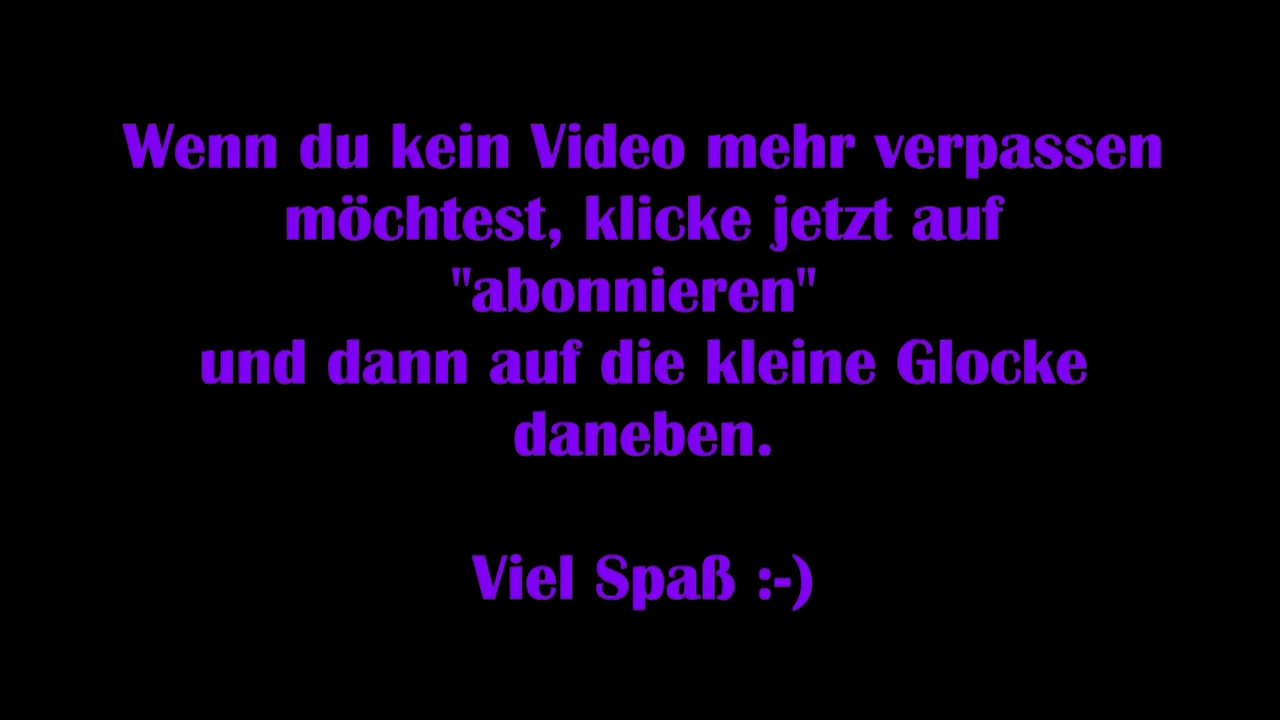 Wenn du kein Video mehr verpassen
möchtest, klicke jetzt auf
"abonnieren"
und dann auf die kleine Glocke
daneben.
Viel Spaß :-)